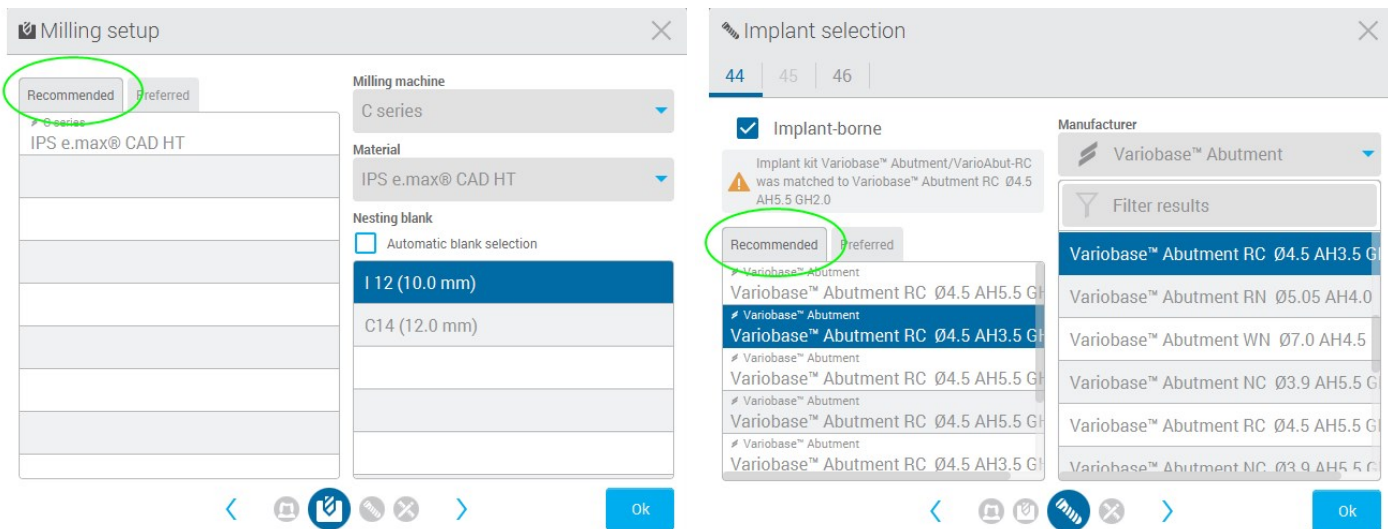 Milling setup
Recommended
Preferred
C series
IPS e.max® CAD HT
Milling machine
C series
Material
IPS e.max® CAD HT
Nesting blank
Automatic blank selection
I 12 (10.0 mm)
C14 (12.0 mm)
Ok
Implant selection
44 45 46
Implant-borne
Implant kit Variobase™ Abutment/VarioAbut-RC
was matched to Variobase™ Abutment RC Ø4.5
AH5.5 GH2.0
Recommended
Preferred
Variobase™ Abutment
Variobase™ Abutment RC Ø4.5 AH5.5
Variobase™ Abutment
Variobase™ Abutment RC Ø4.5 AH3.5
Variobase™ Abutment
Variobase™ Abutment RC Ø4.5 AH5.5
Variobase™ Abutment
Variobase™ Abutment RC Ø4.5 AH5.5
Variobase™ Abutment
Variobase™ Abutment RC Ø4.5 AH3.5
Manufacturer
Variobase™ Abutment
Filter results
Variobase™ Abutment RC Ø4.5 AH3.5
Variobase™ Abutment RN Ø5.05 AH4.0
Variobase™ Abutment WN Ø7.0 AH4.5
Variobase™ Abutment NC Ø3.9 AH5.5
Variobase™ Abutment RC Ø4.5 AH5.5
Variobase™ Abutment NC Ø3.9 AH5.5
Ok